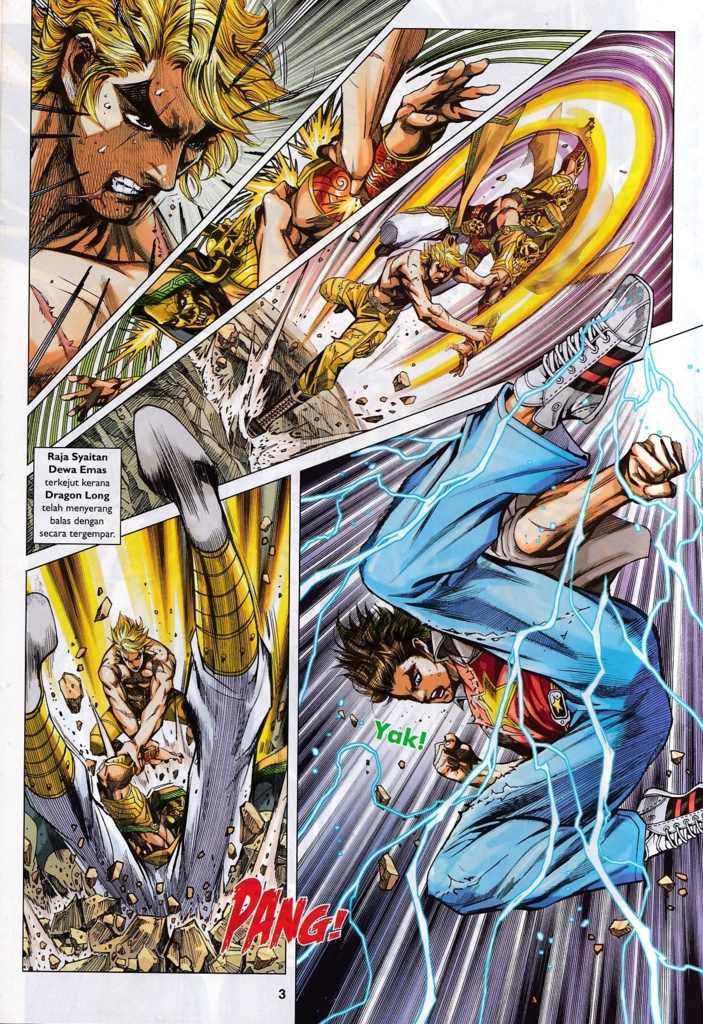 Raja Syaitan
Dewa Emas
terkejut kerana
Dragon Long
telah menyerang
balas dengan
secara tergempar.
Yak!
PANG!
3